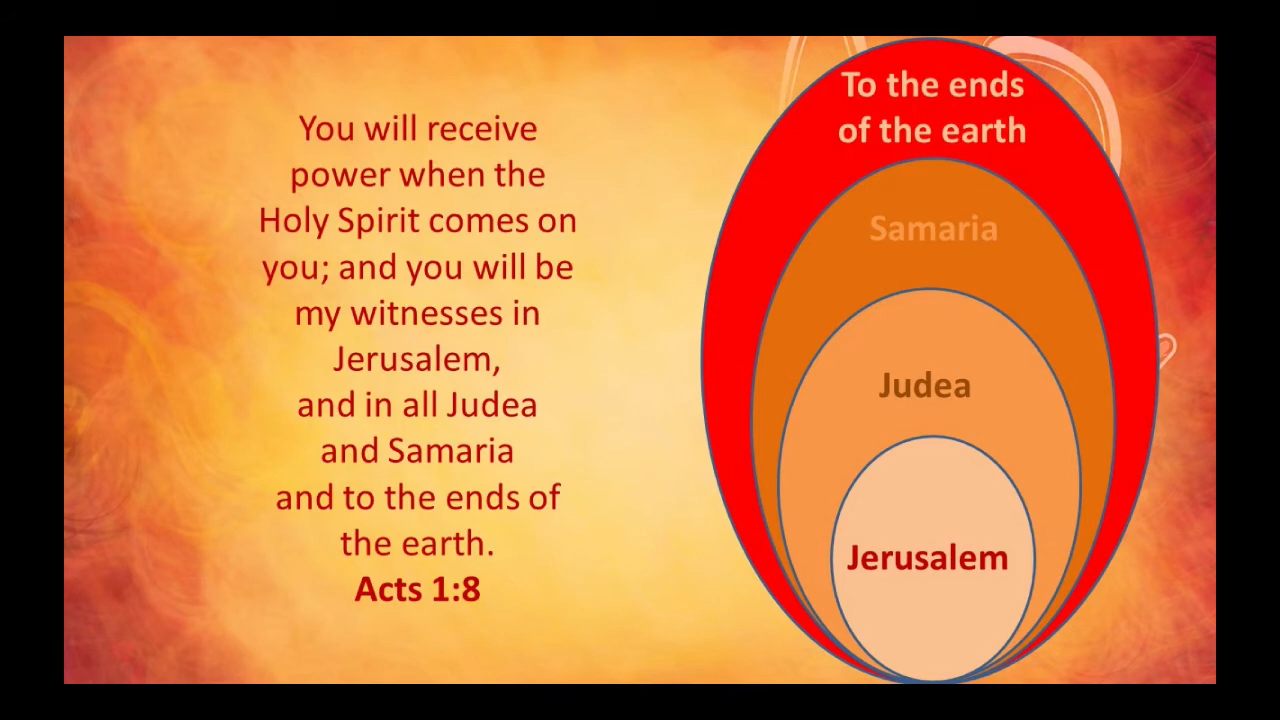 You will receive
power when the
Holy Spirit comes on
you; and you will be
my witnesses in
Jerusalem,
and in all Judea
and Samaria
and to the ends of
the earth.
Acts 1:8
To the ends
of the earth
Samaria
Judea
Jerusalem